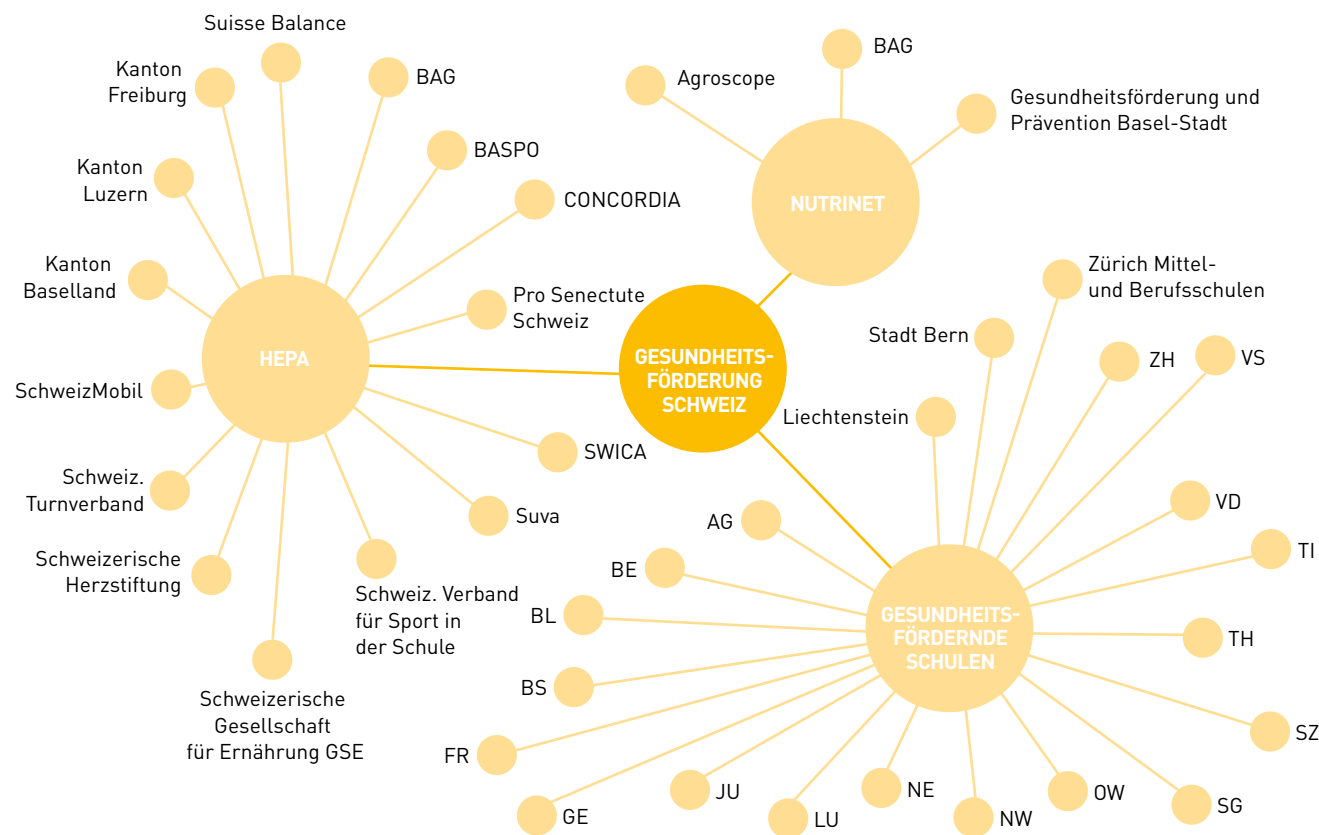 Suisse Balance
Kanton
Freiburg
BAG
Kanton
Luzern
BASPO
CONCORDIA
Kanton
Baselland
Pro Senectute
Schweiz
HEPA
SchweizMobil
SWICA
Schweiz.
Turnverband
Suva
Schweizerische
Herzstiftung
Schweiz. Verband
für Sport in
der Schule
Schweizerische
Gesellschaft
für Ernährung GSE
Agroscope
BAG
Gesundheitsförderung und
Prävention Basel-Stadt
NUTRINET
GESUNDHEITS-
FÖRDERUNG
SCHWEIZ
Zürich Mittel-
und Berufsschulen
Stadt Bern
ZH
VS
Liechtenstein
AG
VD
BE
TI
BL
GESUNDHEITS-
FÖRDERNDE
SCHULEN
TH
BS
SZ
FR
JU
NE
OW
SG
GE
LU
NW